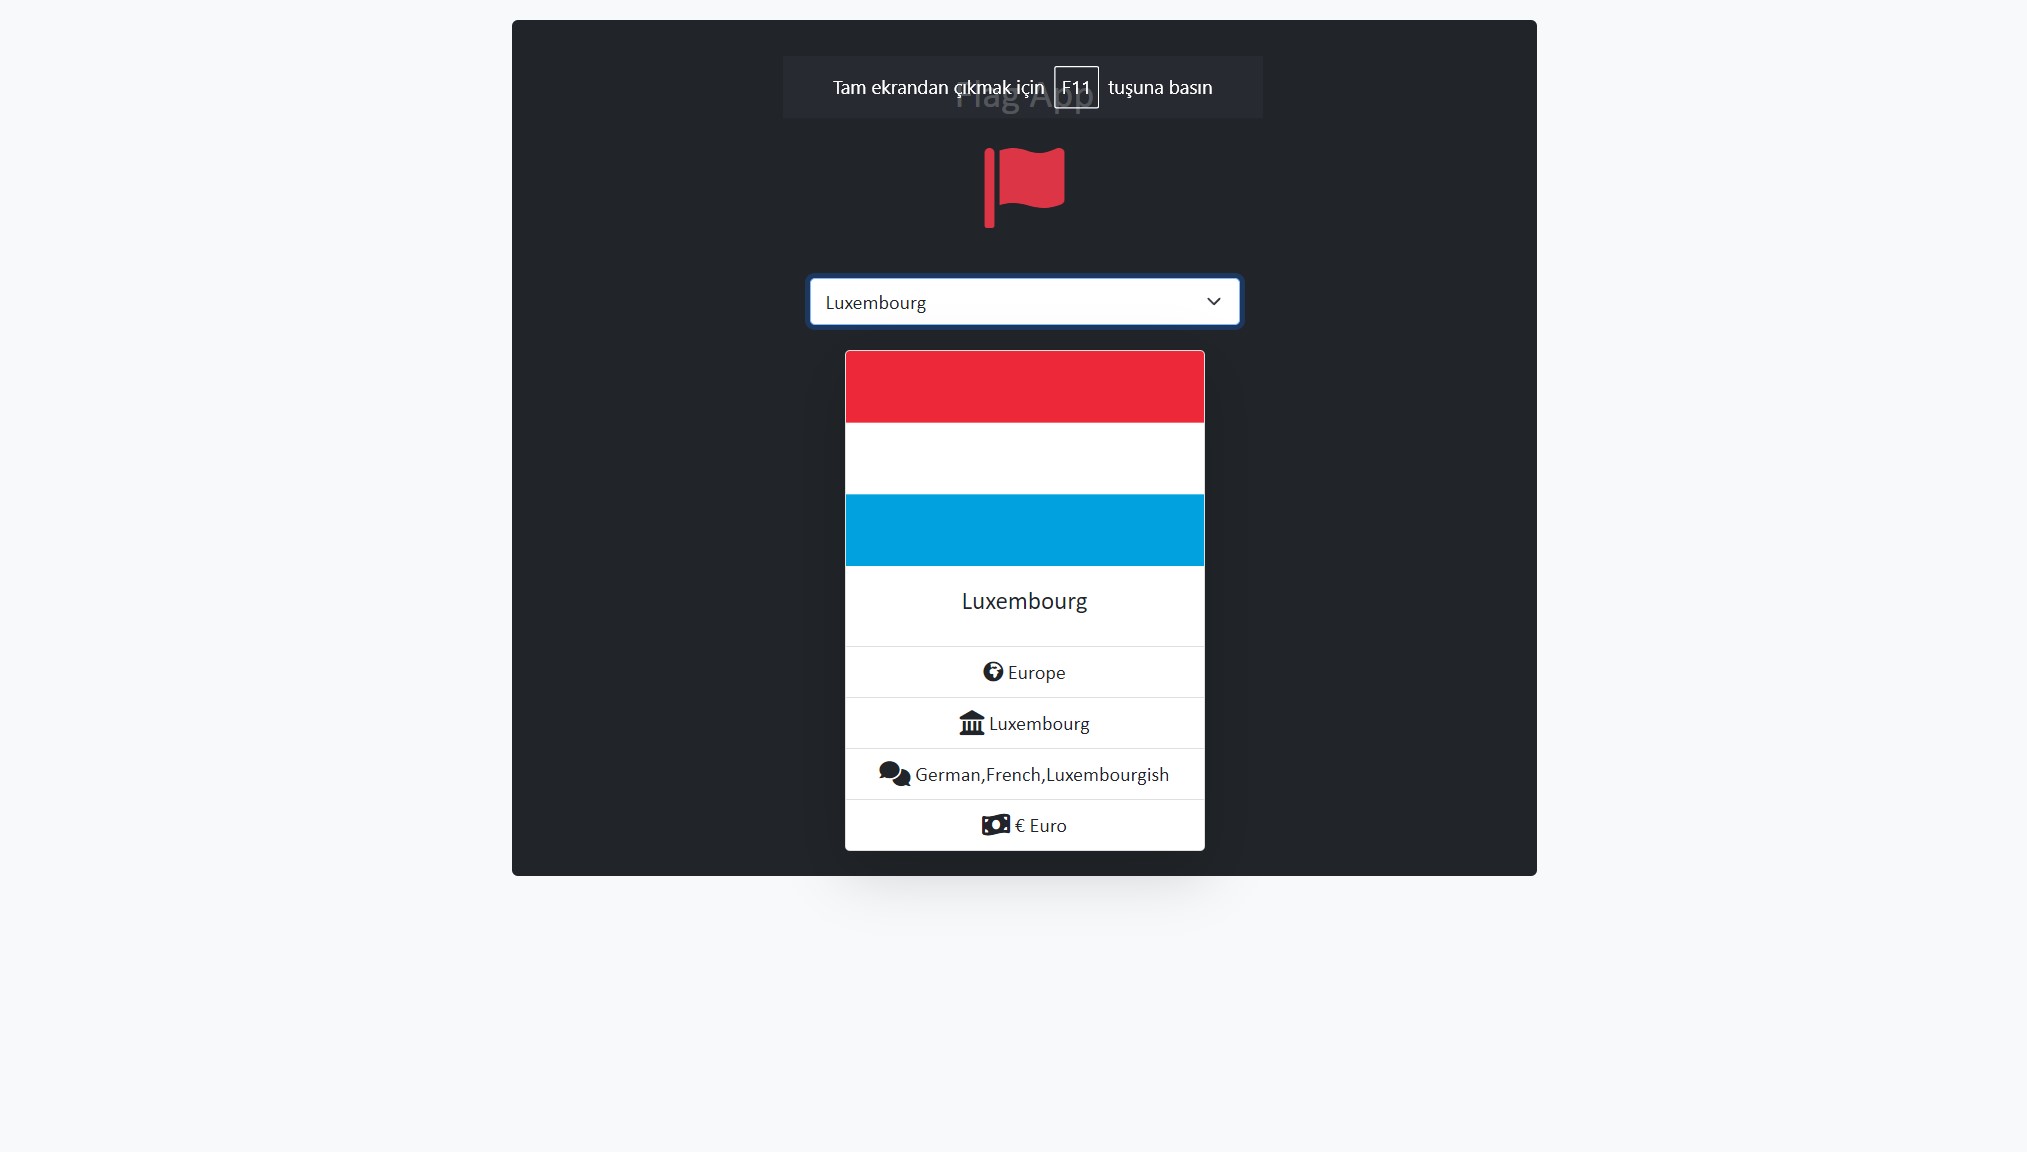 Tam ekrandan çıkmak için F11 tuşuna basın
Flag App
Luxembourg
Luxembourg
Europe
Luxembourg
German,French,Luxembourgish
€ Euro